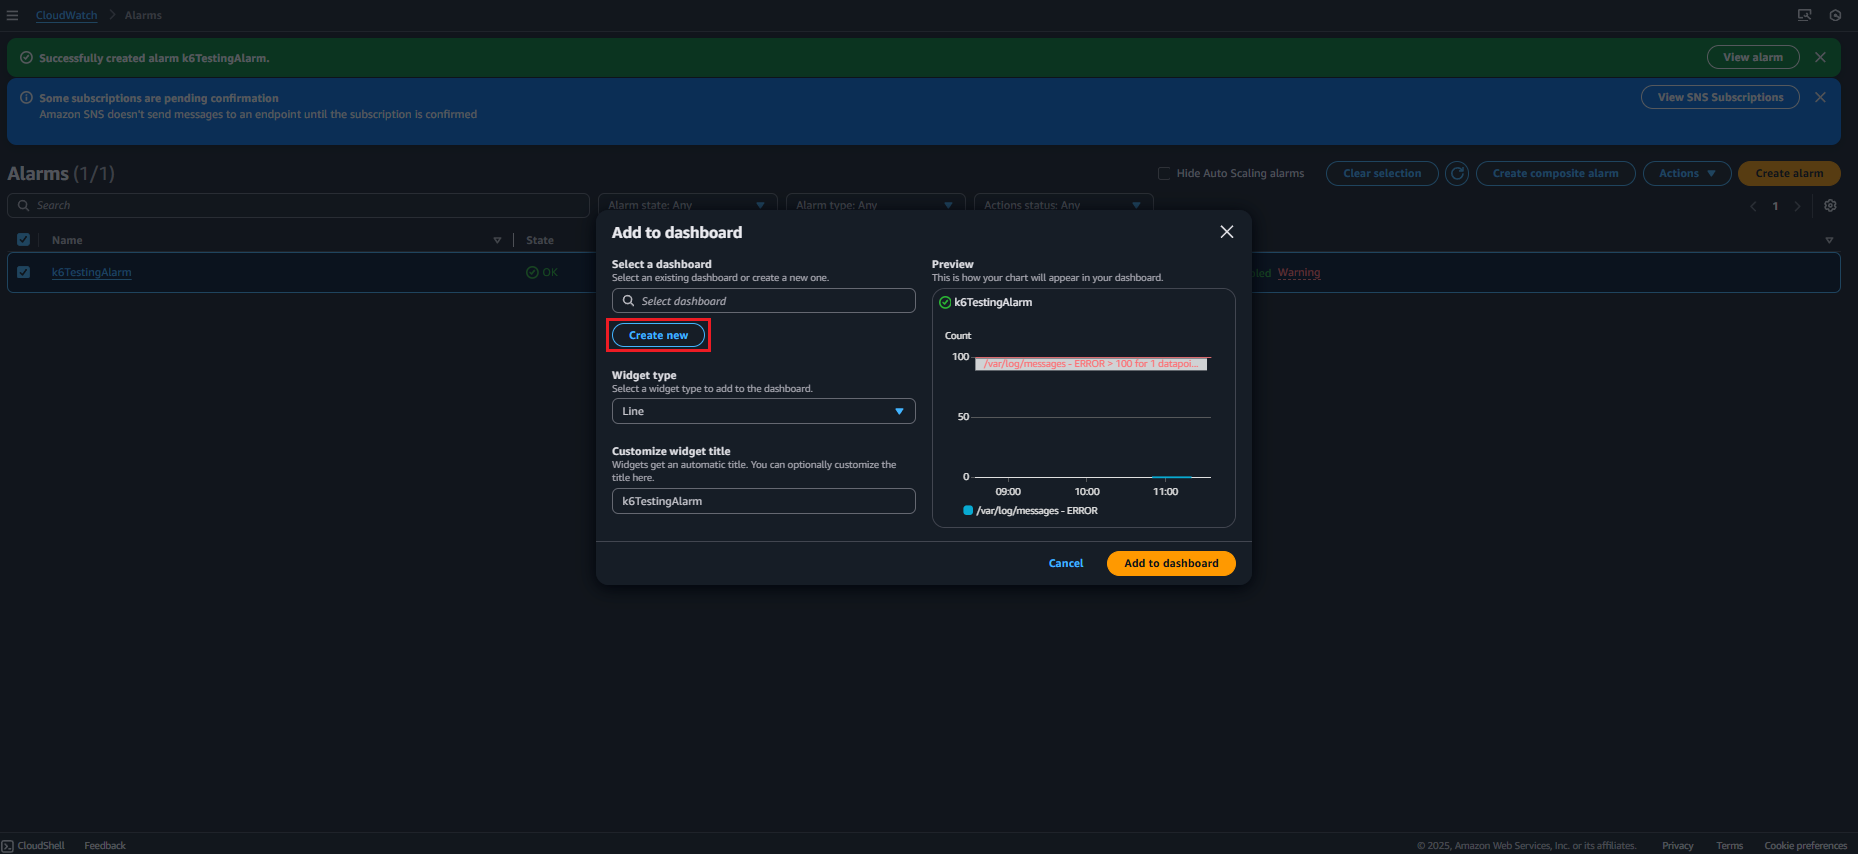 CloudWatch > Alarms
Successfully created alarm k6TestingAlarm.
View alarm
Some subscriptions are pending confirmation
Amazon SNS doesn't send messages to an endpoint until the subscription is confirmed
View SNS Subscriptions
Alarms (1/1)
Hide Auto Scaling alarms
Clear selection
Create composite alarm
Actions
Create alarm
Search
Alarm state: Any
Alarm type: Any
Actions status: Any
1
Name
State
k6TestingAlarm
OK
Warning
Add to dashboard
Select a dashboard
Select an existing dashboard or create a new one.
Select dashboard
Create new
Widget type
Select a widget type to add to the dashboard.
Line
Customize widget title
Widgets get an automatic title. You can optionally customize the
title here.
k6TestingAlarm
Preview
This is how your chart will appear in your dashboard.
k6TestingAlarm
Count
100
/var/log/messages - ERROR > 100 for 1 datapoi...
50
0
09:00 10:00 11:00
/var/log/messages - ERROR
Cancel
Add to dashboard
CloudShell
Feedback
© 2025, Amazon Web Services, Inc. or its affiliates.
Privacy
Terms
Cookie preferences